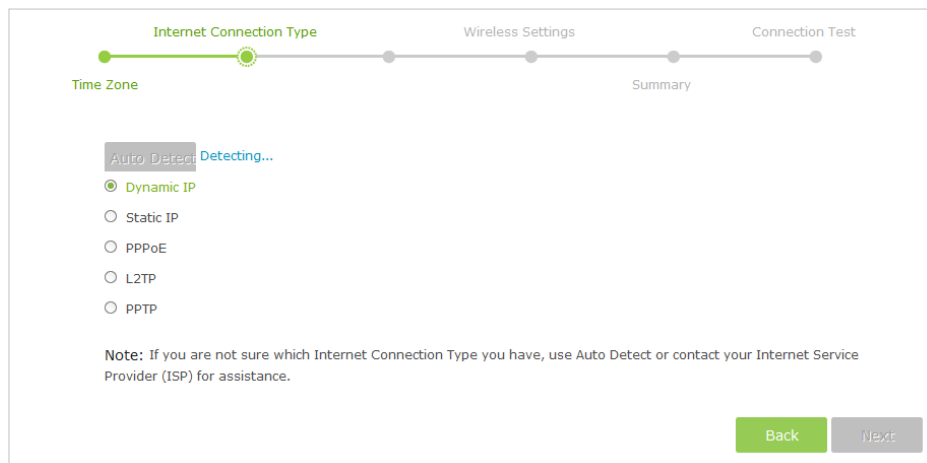 Internet Connection Type Wireless Settings Connection Test
Time Zone Summary
Auto Detect Detecting...
Dynamic IP
Static IP
PPPoE
L2TP
PPTP
Note: If you are not sure which Internet Connection Type you have, use Auto Detect or contact your Internet Service
Provider (ISP) for assistance.
Back Next